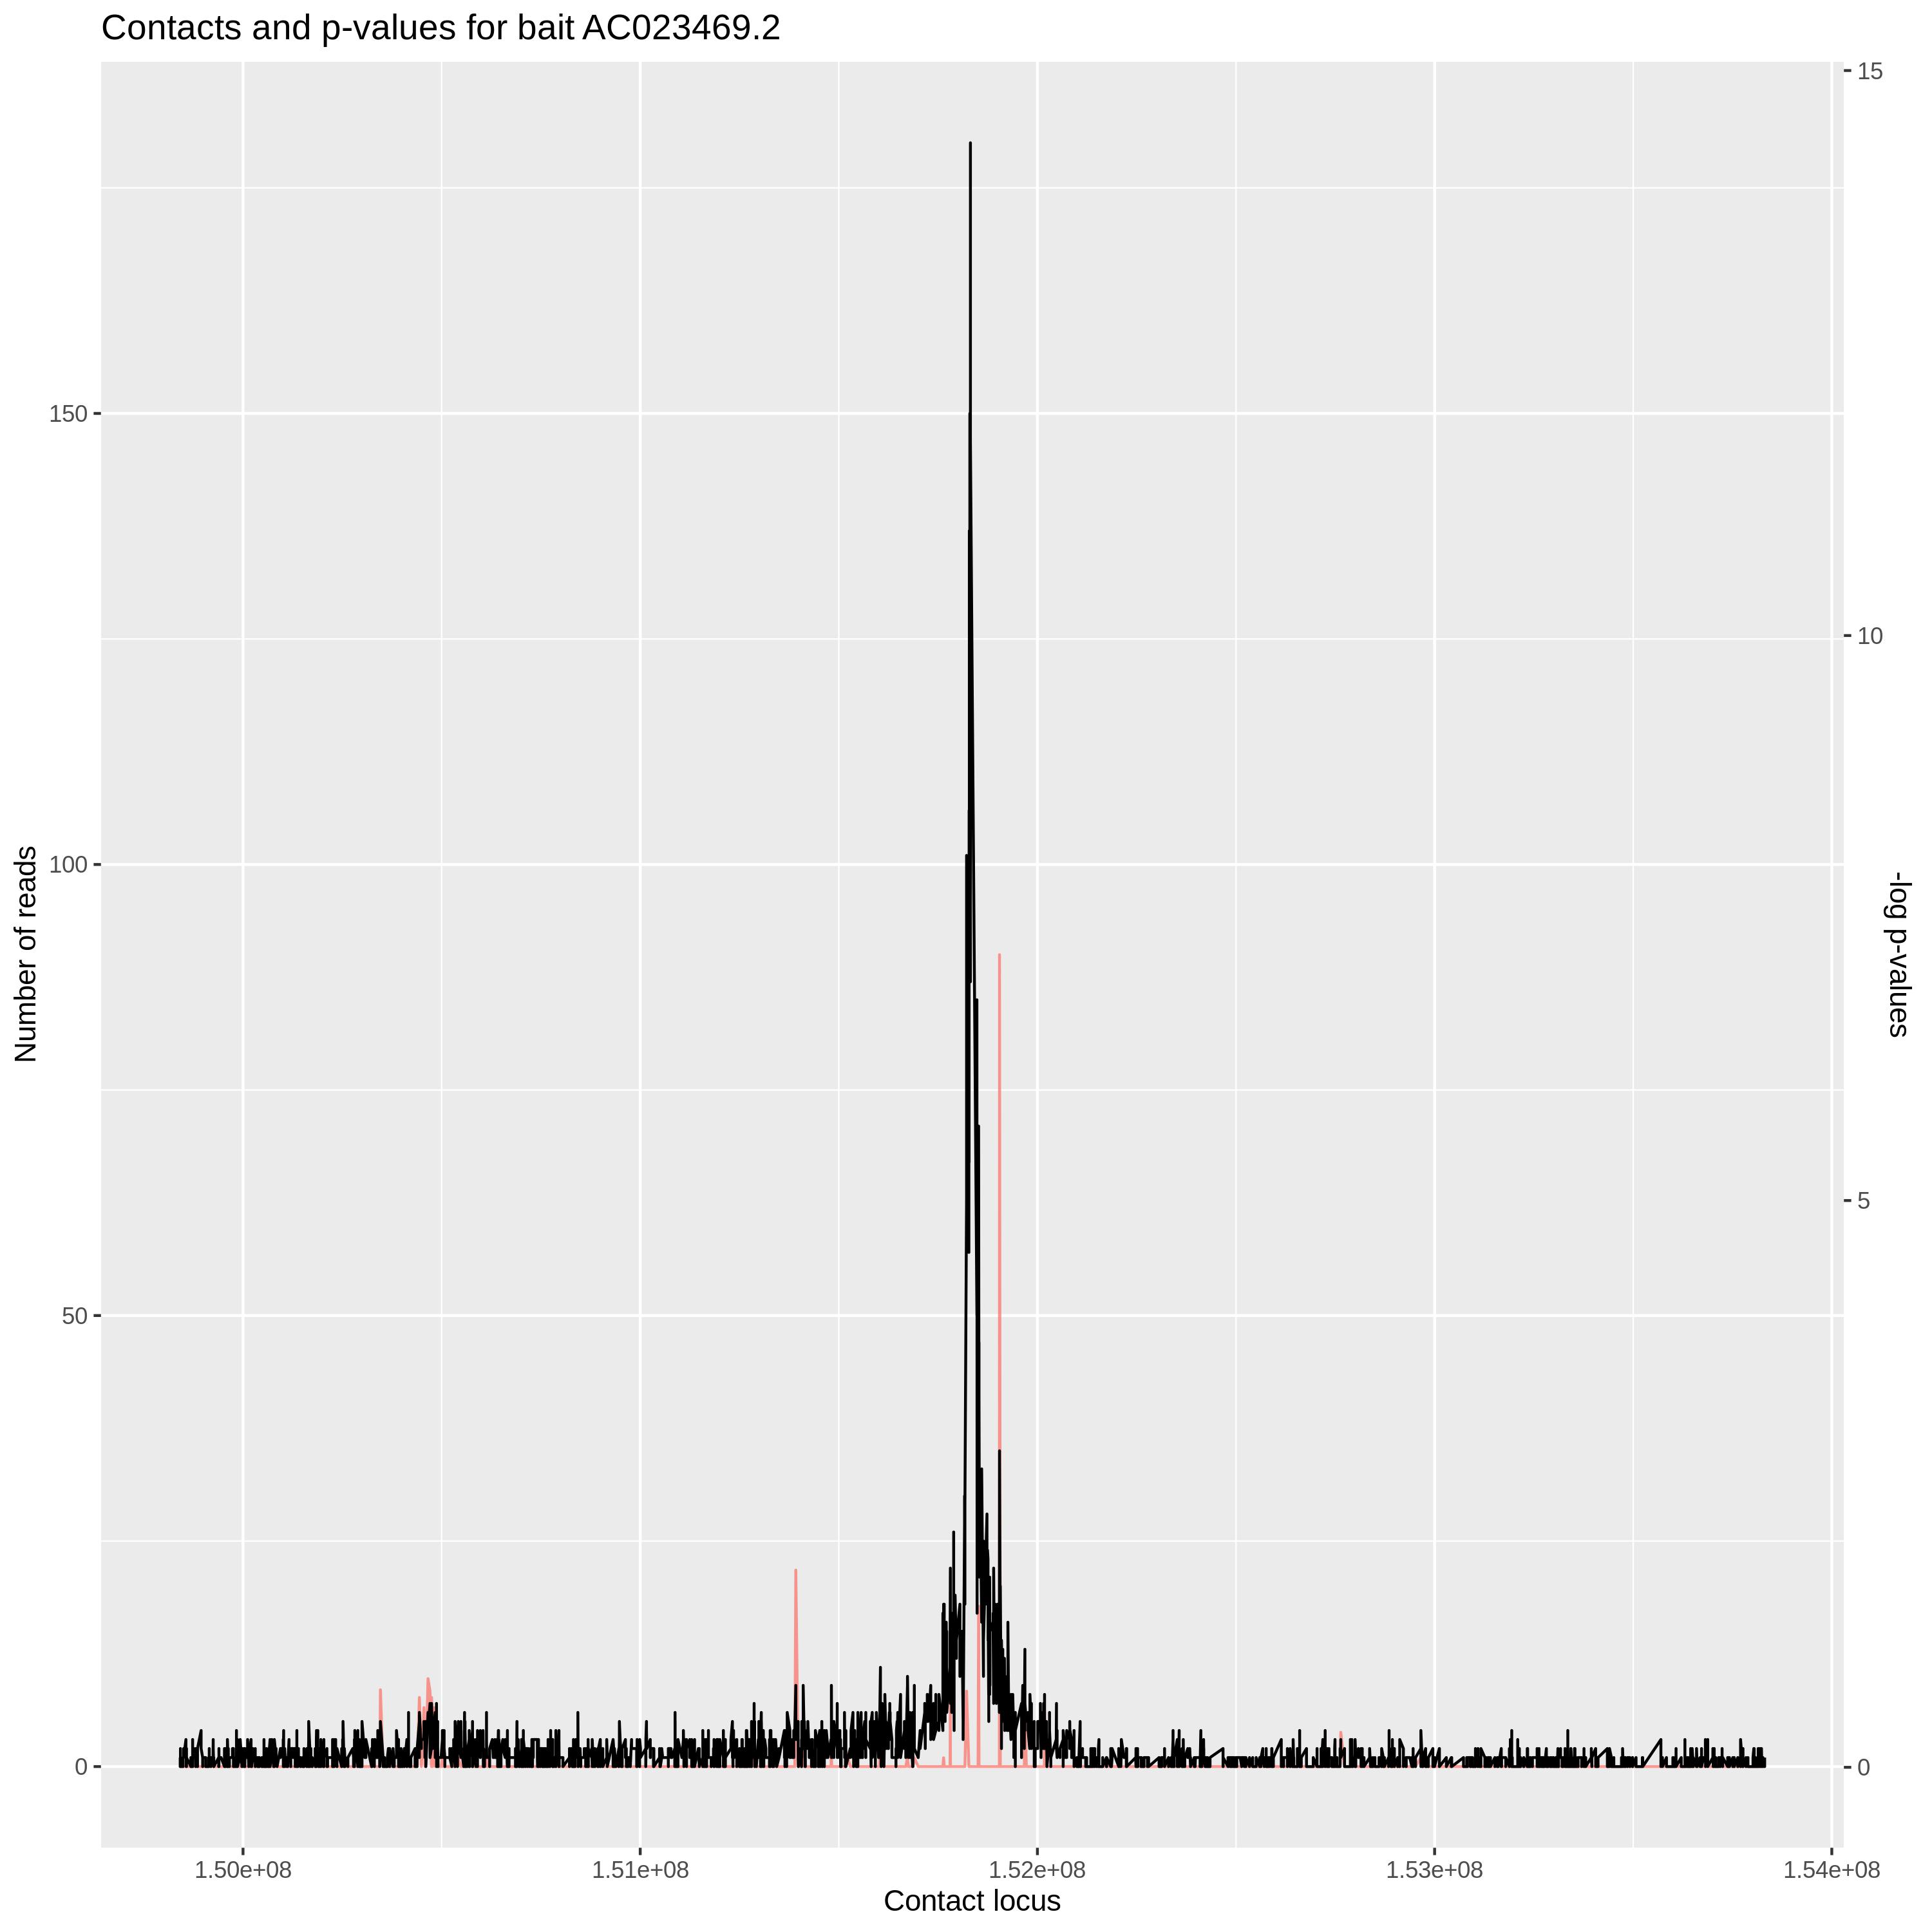 Contacts and p-values for bait AC023469.2
15
150
10
100
Number of reads
-log p-values
5
50
0
0
1.50e+08
1.51e+08
1.52e+08
1.53e+08
1.54e+08
Contact locus